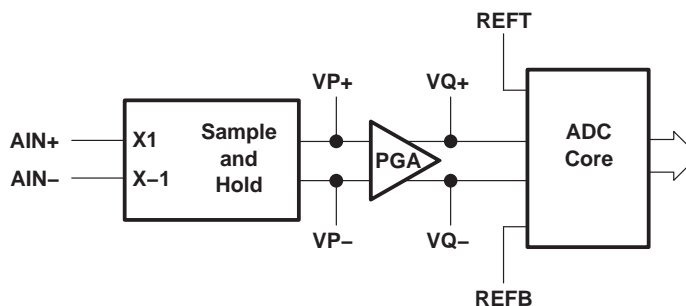 REFT
VP+
VQ+
AIN+
X1
Sample
and
Hold
PGA
ADC
Core
AIN−
X−1
VP−
VQ−
REFB